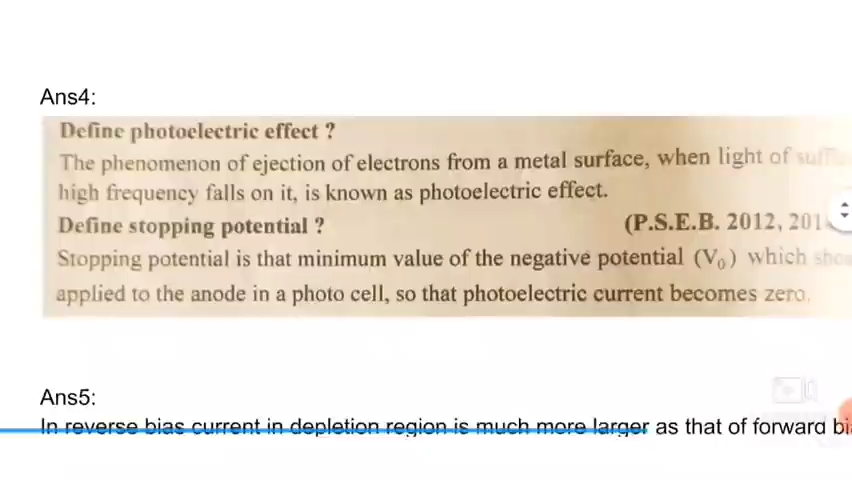 Ans4:
Define photoelectric effect ?
The phenomenon of ejection of electrons from a metal surface, when light of
high frequency falls on it, is known as photoelectric effect.
Define stopping potential ?
(P.S.E.B. 2012, 201
Stopping potential is that minimum value of the negative potential (V₀) which
applied to the anode in a photo cell, so that photoelectric current becomes zero.
Ans5:
In reverse bias current in depletion region is much more larger as that of forward